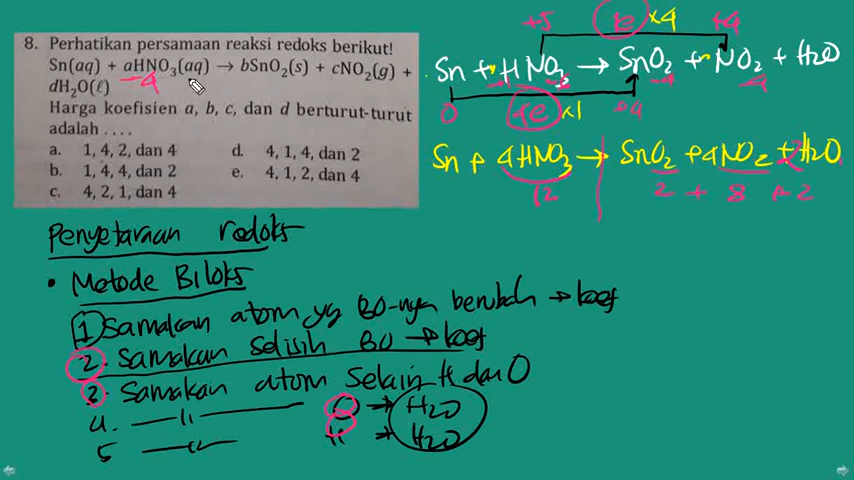 8. Perhatikan persamaan reaksi redoks berikut!
Sn(aq) + aHNO₃(aq) → bSnO₂(s) + cNO₂(g) +
dH₂O(ℓ)
Harga koefisien a, b, c, dan d berturut-turut
adalah . . . .
a. 1, 4, 2, dan 4
b. 1, 4, 4, dan 2
c. 4, 2, 1, dan 4
d. 4, 1, 4, dan 2
e. 4, 1, 2, dan 4
4
+5 1e ×4 +4
Sn + HNO₃ → SnO₂ + NO₂ + H₂O
0 4e ×1 +4
Sn + 4HNO₃ → SnO₂ + 4NO₂ + 2H₂O
12 2 + 8 + 2
Penyetaraan redoks
• Metode Biloks
1 Samakan atom yg BO-nya berubah → koef
2. Samakan selisih BO → koef
3. Samakan atom selain H dan O
4. —〃— O → H₂O
5 —〃— H → H₂O